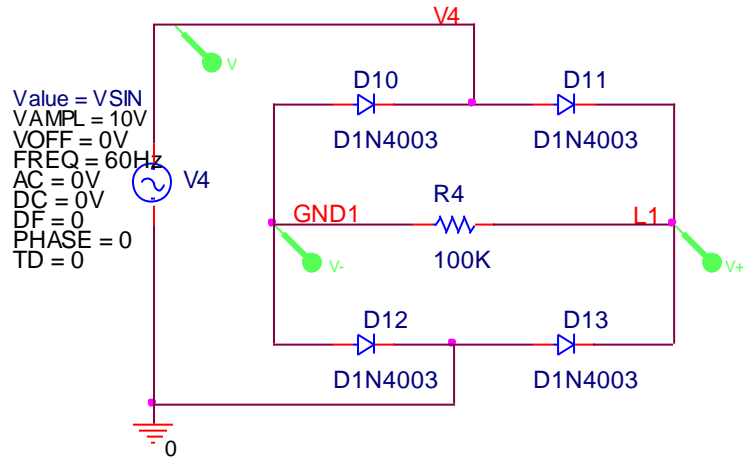 V4
V
D10
D11
Value = VSIN
VAMPL = 10V
VOFF = 0V
FREQ = 60Hz
AC = 0V
DC = 0V
DF = 0
PHASE = 0
TD = 0
D1N4003
D1N4003
V4
R4
GND1
L1
100K
V-
V+
D12
D13
D1N4003
D1N4003
0